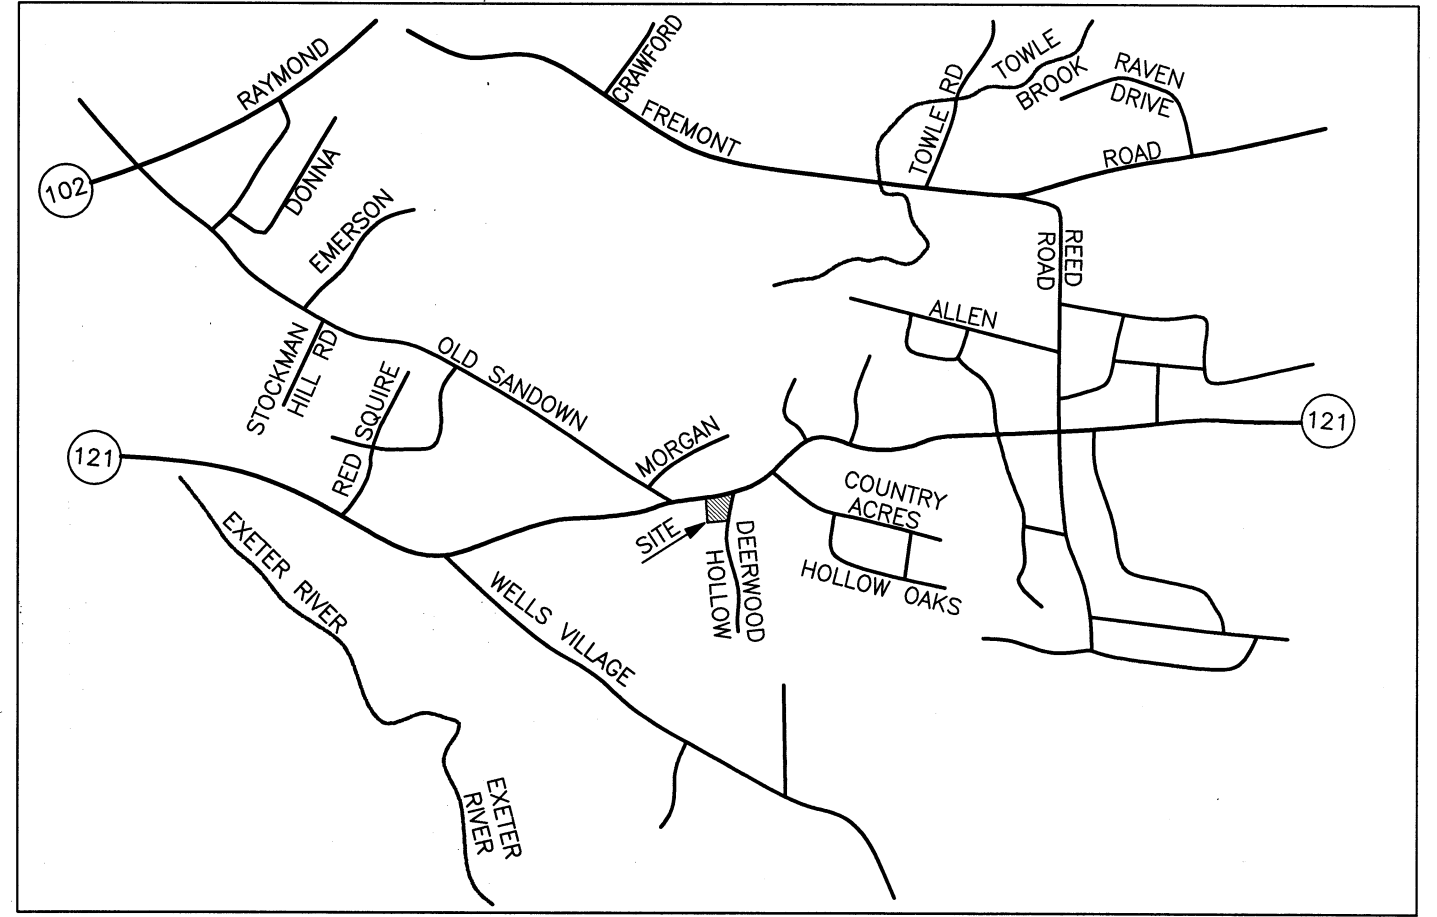 RAYMOND
CRAWFORD
TOWLE RD
TOWLE
BROOK
RAVEN
DRIVE
FREMONT
ROAD
102
DONNA
EMERSON
REED
ROAD
ALLEN
STOCKMAN
HILL RD
OLD SANDOWN
RED SQUIRE
MORGAN
121
121
COUNTRY
ACRES
SITE
DEERWOOD
HOLLOW
HOLLOW OAKS
EXETER RIVER
WELLS VILLAGE
EXETER
RIVER